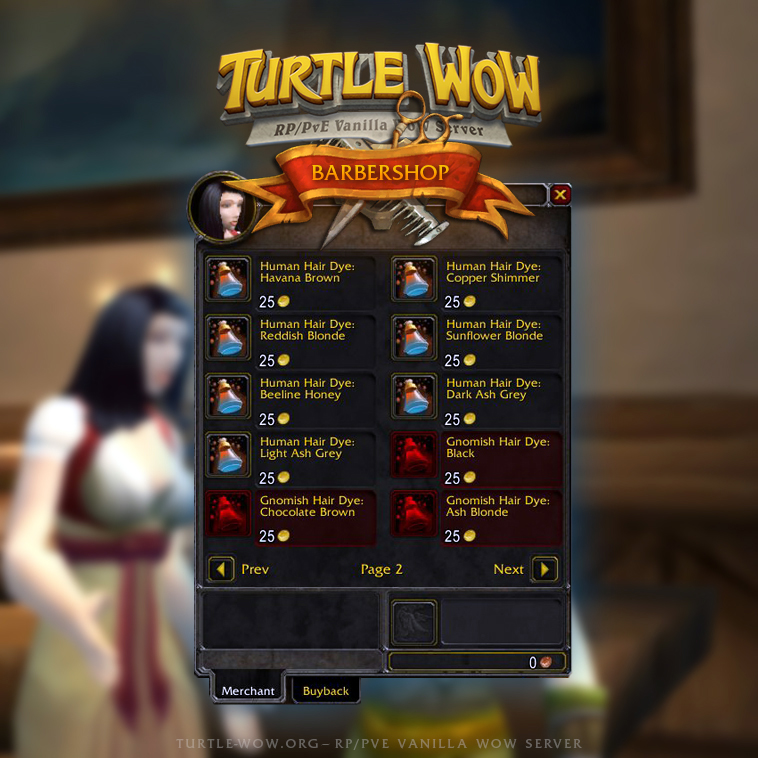 TURTLE WOW
RP/PvE Vanilla WoW Server
BARBERSHOP
Human Hair Dye:
Havana Brown
25
Human Hair Dye:
Copper Shimmer
25
Human Hair Dye:
Reddish Blonde
25
Human Hair Dye:
Sunflower Blonde
25
Human Hair Dye:
Beeline Honey
25
Human Hair Dye:
Dark Ash Grey
25
Human Hair Dye:
Light Ash Grey
25
Gnomish Hair Dye:
Black
25
Gnomish Hair Dye:
Chocolate Brown
25
Gnomish Hair Dye:
Ash Blonde
25
Prev Page 2 Next
0
Merchant Buyback
TURTLE-WOW.ORG – RP/PVE VANILLA WOW SERVER